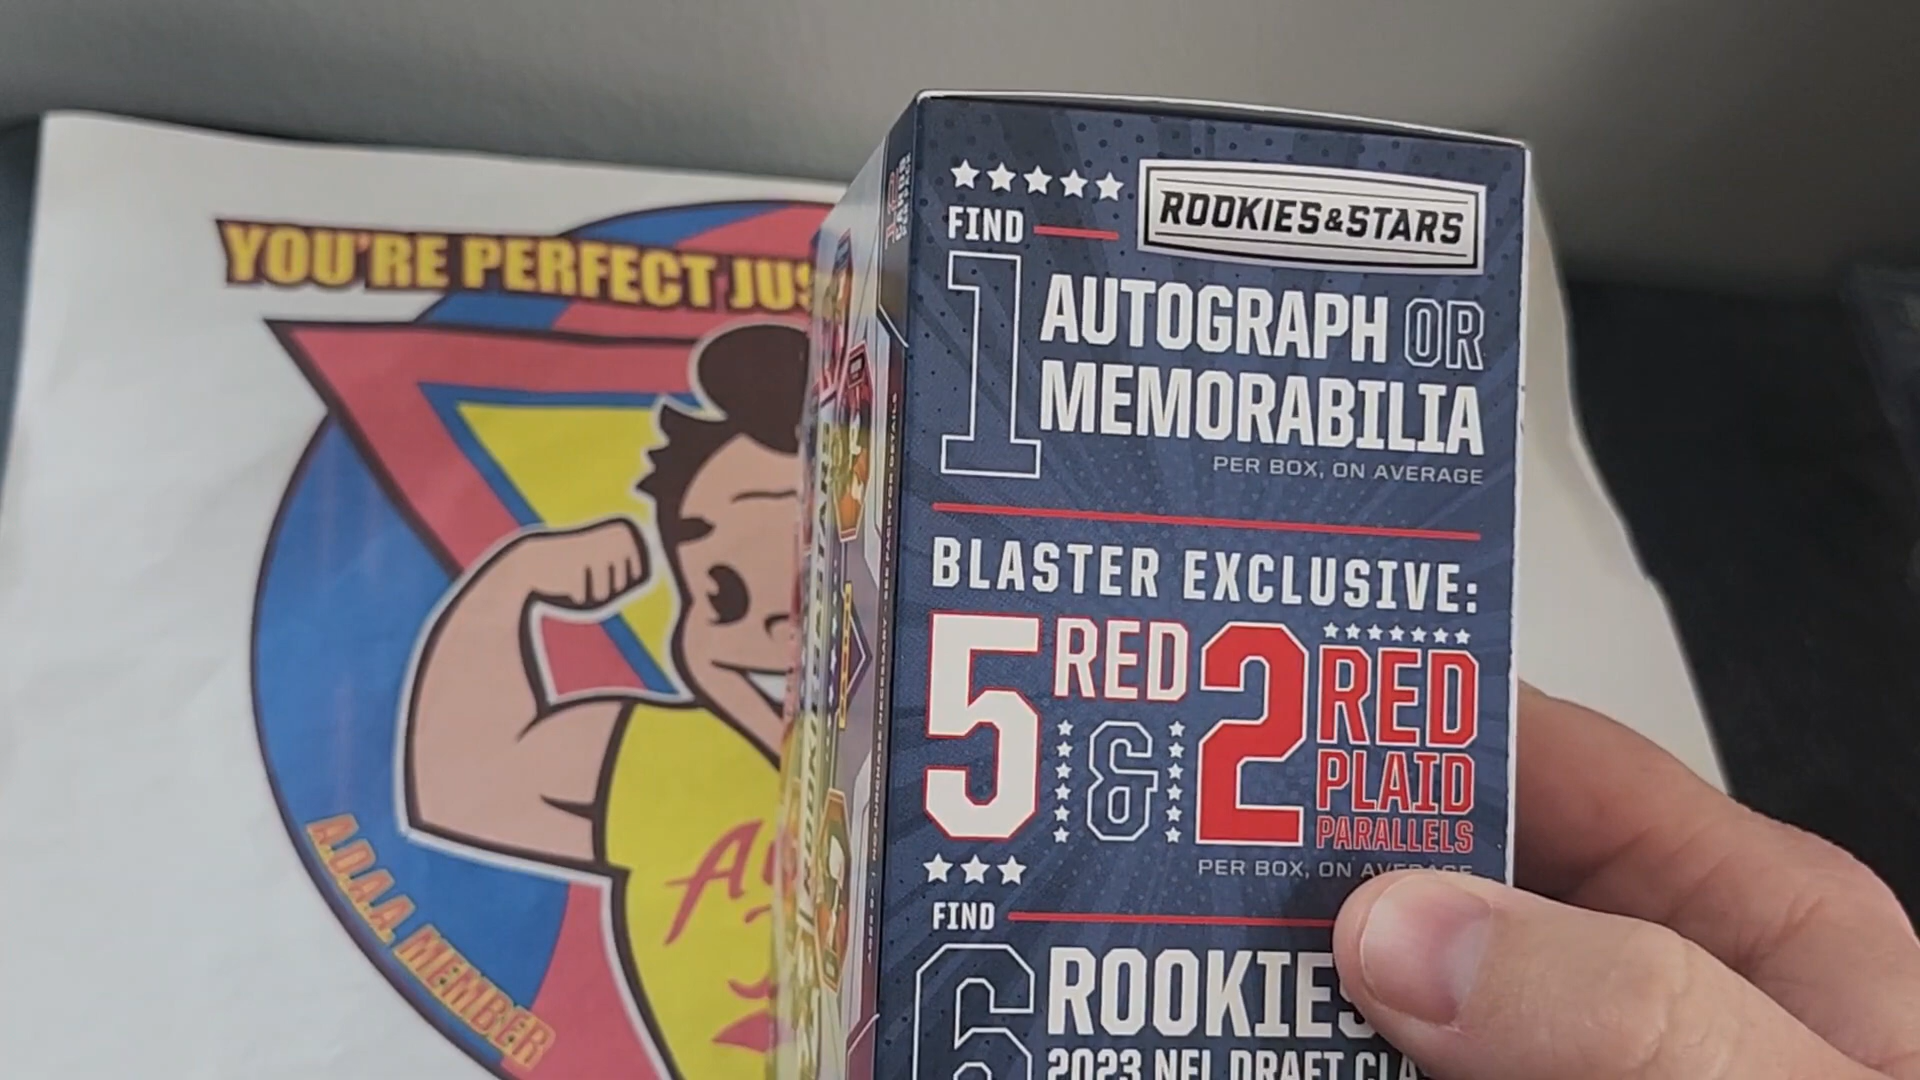 YOU'RE PERFECT JUS
A.D.A.A. MEMBER
FIND
ROOKIES&STARS
1 AUTOGRAPH OR
MEMORABILIA
PER BOX, ON AVERAGE
BLASTER EXCLUSIVE:
5 RED & 2 RED
PLAID
PARALLELS
PER BOX, ON AVERAGE
FIND
6 ROOKIES
2023 NFL DRAFT CLA